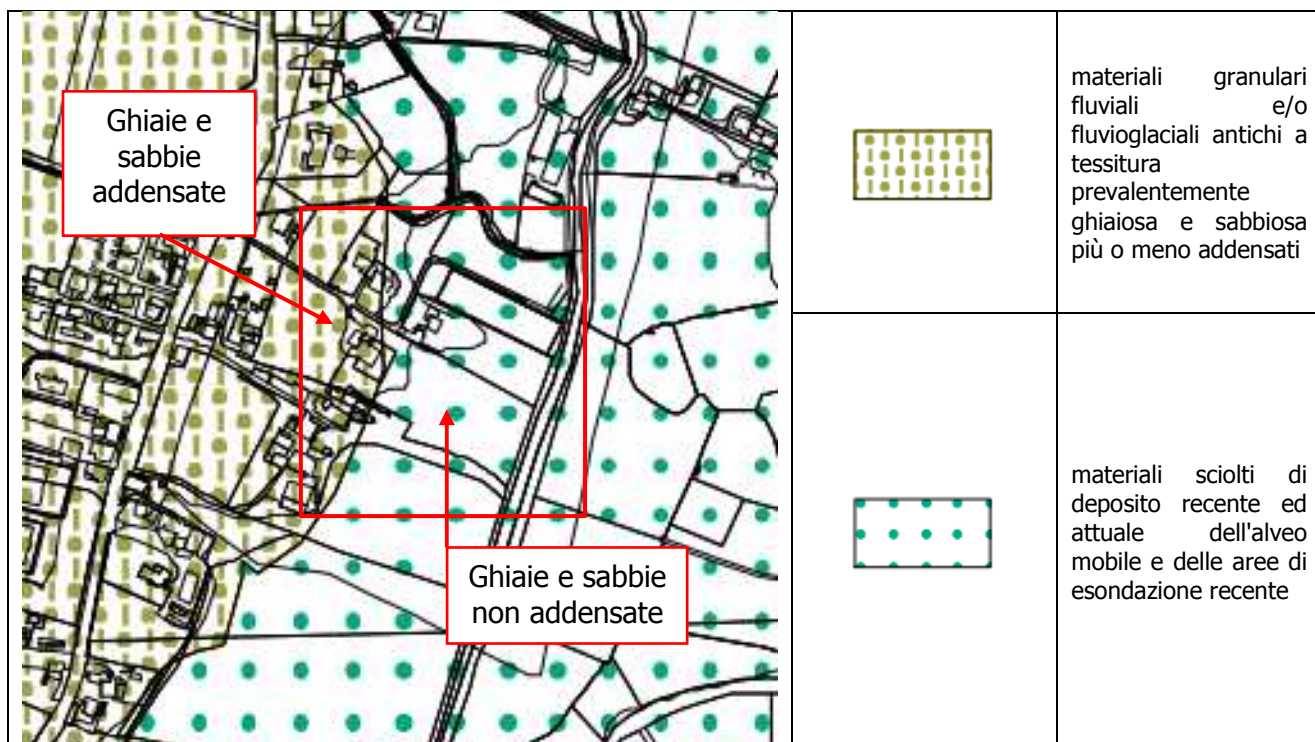 Ghiaie e
sabbie
addensate
Ghiaie e sabbie
non addensate
materiali granulari
fluviali e/o
fluvioglaciali antichi a
tessitura
prevalentemente
ghiaiosa e sabbiosa
più o meno addensati
materiali sciolti di
deposito recente ed
attuale dell'alveo
mobile e delle aree di
esondazione recente